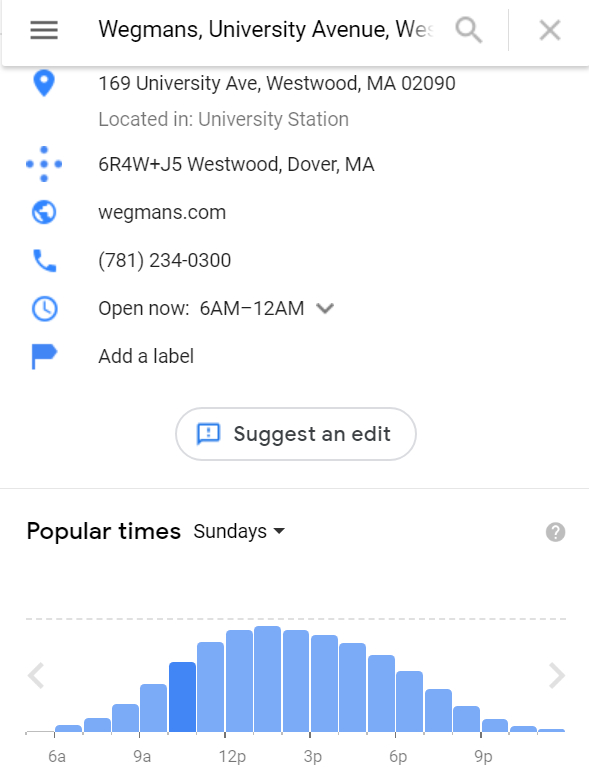 Wegmans, University Avenue, Wes
169 University Ave, Westwood, MA 02090
Located in: University Station
6R4W+J5 Westwood, Dover, MA
wegmans.com
(781) 234-0300
Open now: 6AM–12AM
Add a label
Suggest an edit
Popular times Sundays
6a 9a 12p 3p 6p 9p